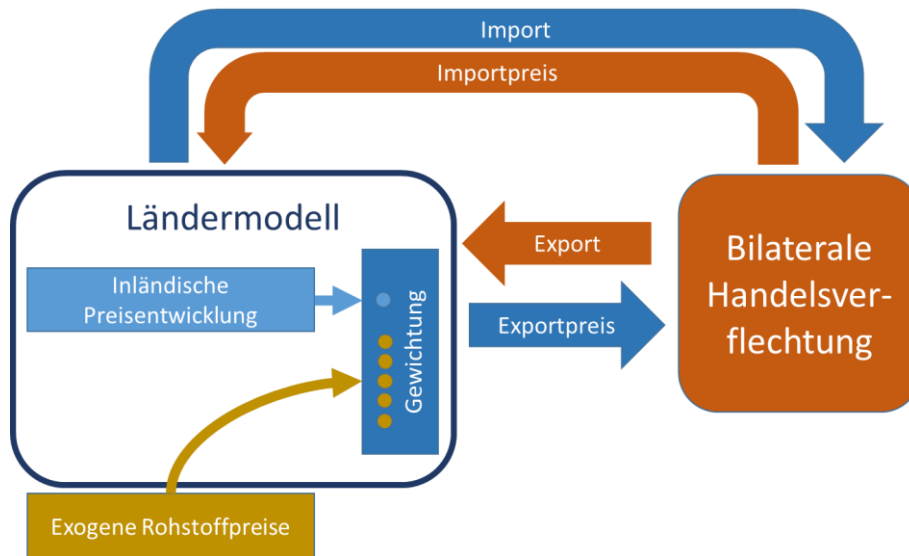 Import
Importpreis
Ländermodell
Inländische
Preisentwicklung
Gewichtung
Exogene Rohstoffpreise
Export
Exportpreis
Bilaterale
Handelsver-
flechtung